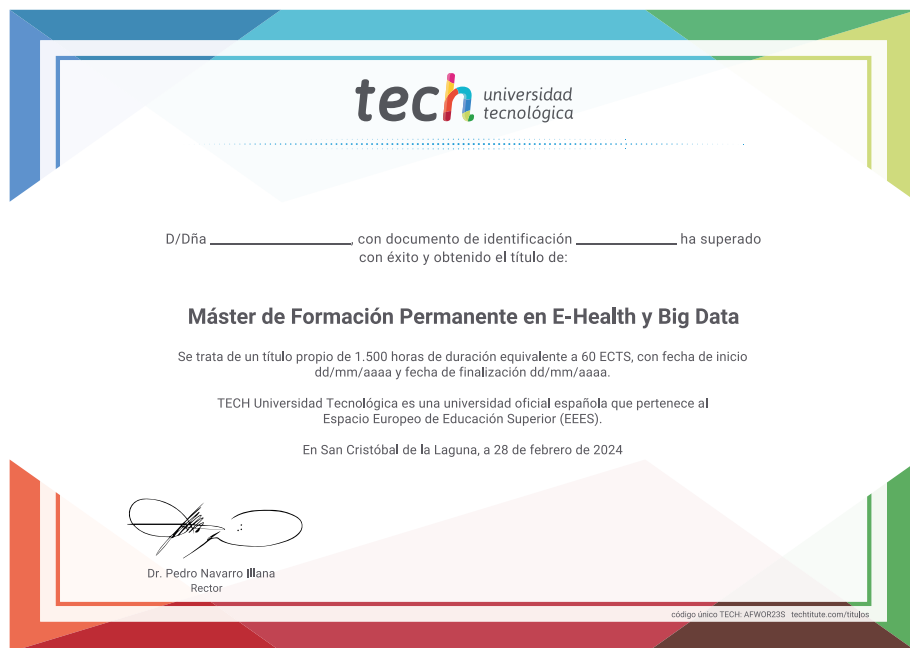 tech universidad
tecnológica
D/Dña ____________________, con documento de identificación ______________ ha superado
con éxito y obtenido el título de:
Máster de Formación Permanente en E-Health y Big Data
Se trata de un título propio de 1.500 horas de duración equivalente a 60 ECTS, con fecha de inicio
dd/mm/aaaa y fecha de finalización dd/mm/aaaa.
TECH Universidad Tecnológica es una universidad oficial española que pertenece al
Espacio Europeo de Educación Superior (EEES).
En San Cristóbal de la Laguna, a 28 de febrero de 2024
Dr. Pedro Navarro Illana
Rector
código único TECH: AFWOR23S techtitute.com/titulos